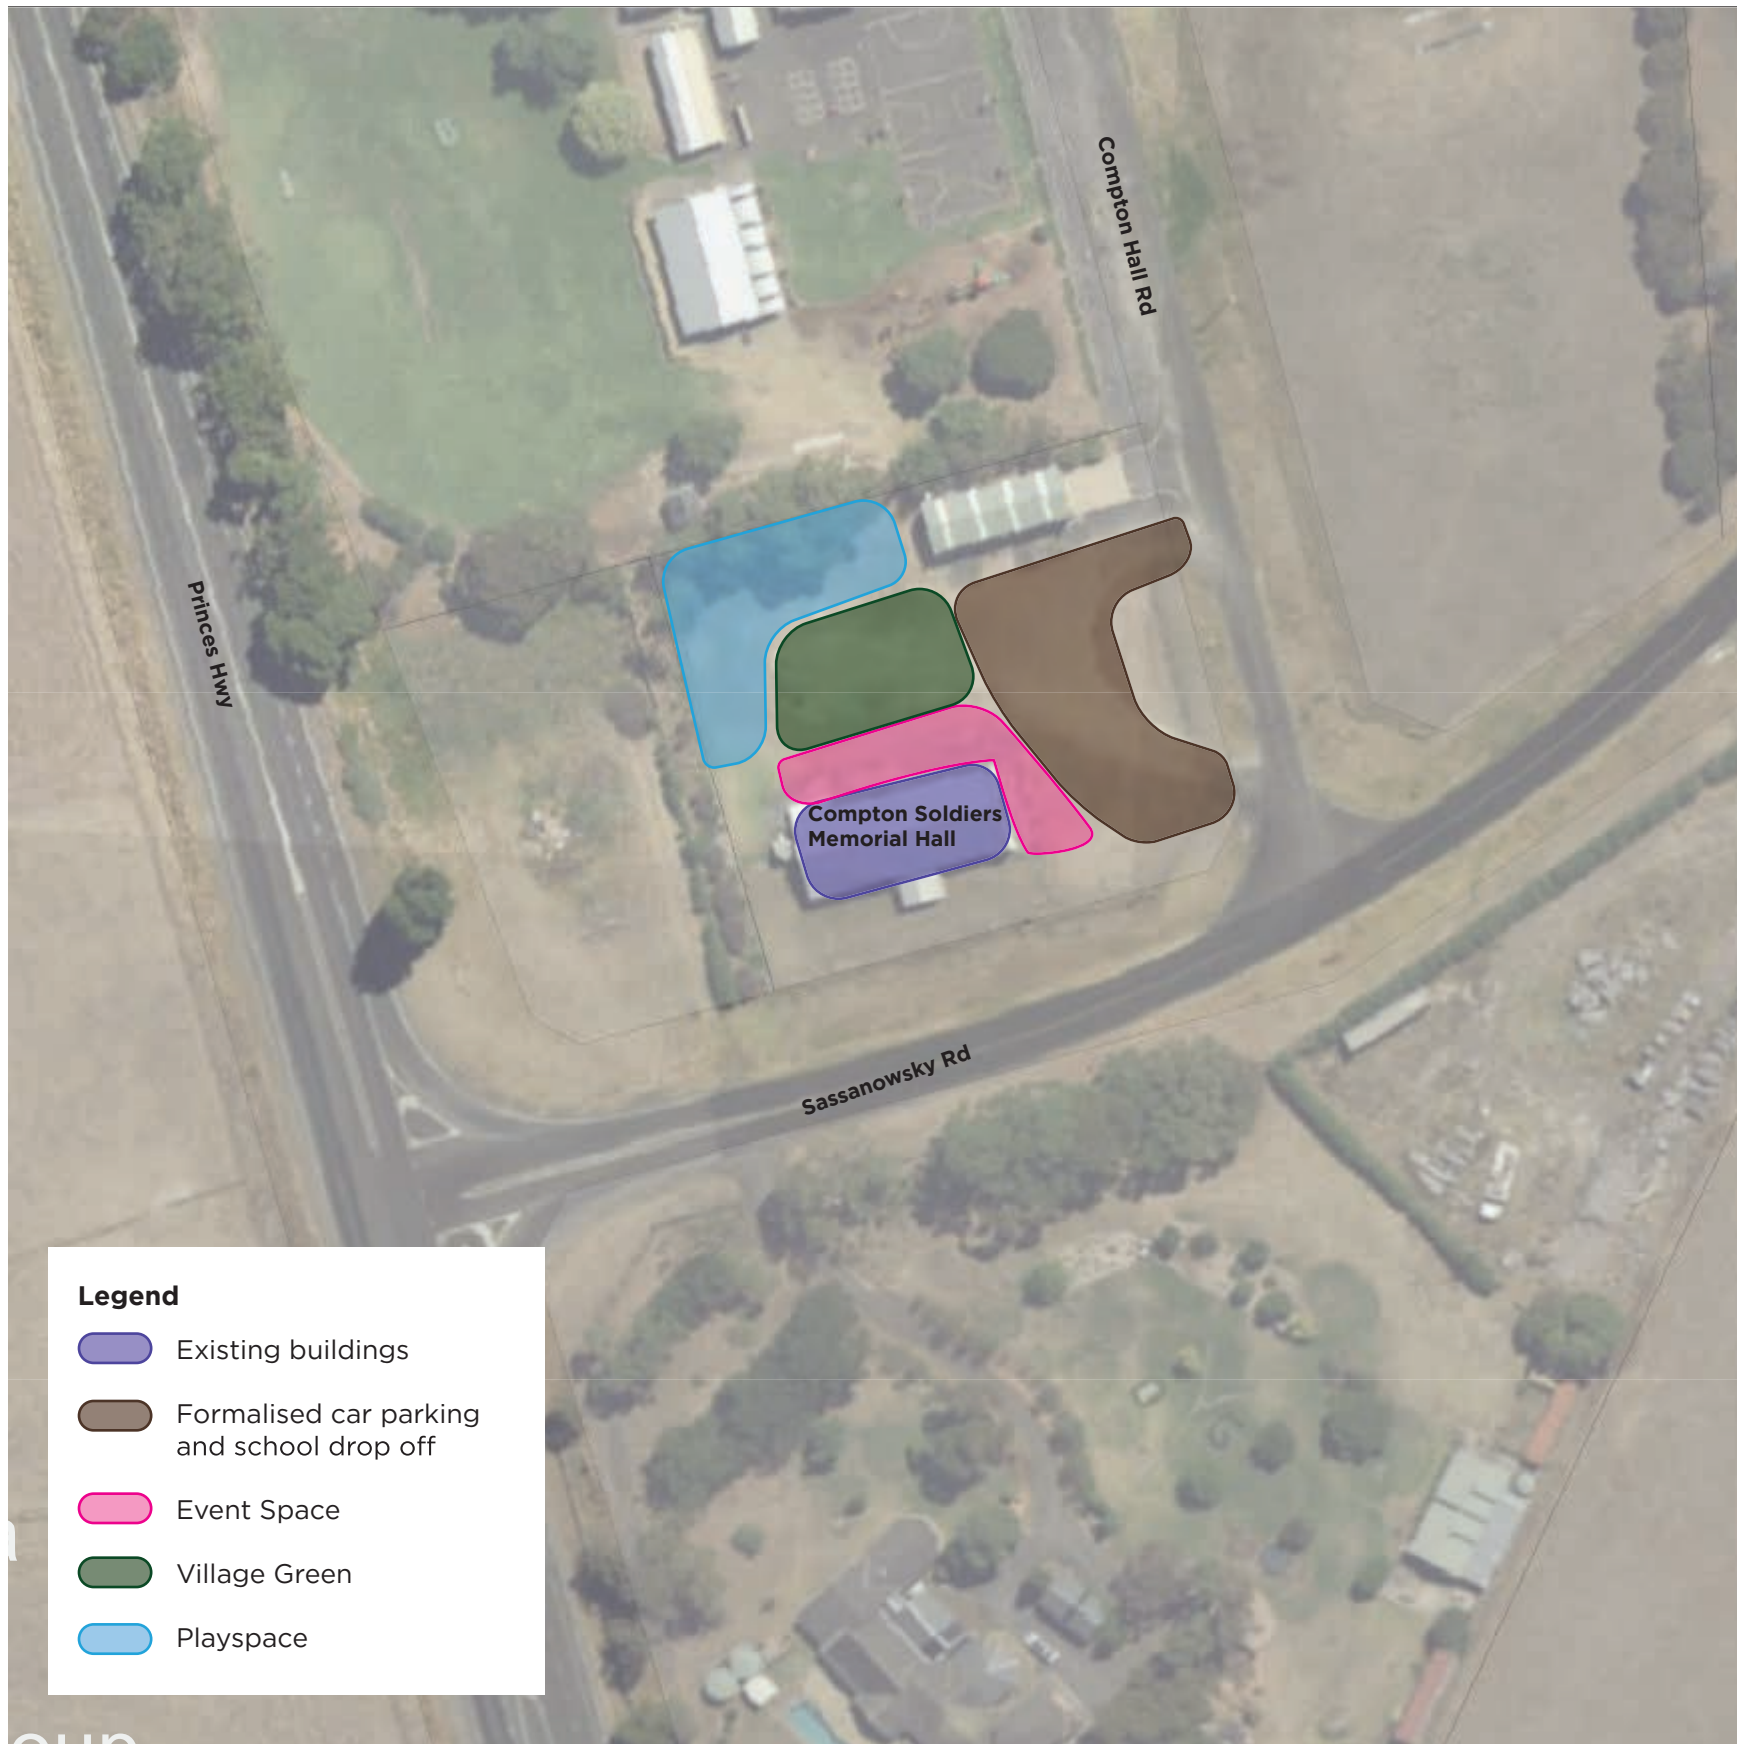 Compton Hall Rd
Princes Hwy
Compton Soldiers
Memorial Hall
Sassanowsky Rd
Legend
Existing buildings
Formalised car parking
and school drop off
Event Space
Village Green
Playspace
oup